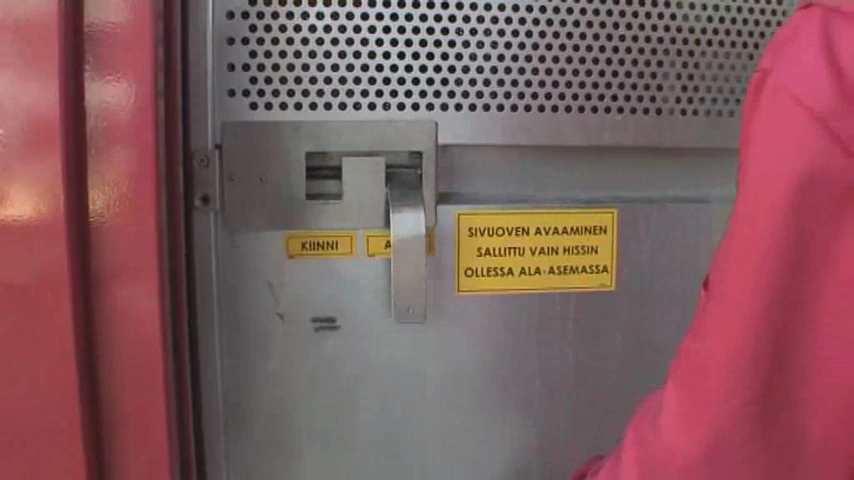 KIINNI
SIVUOVEN AVAAMINEN
SALLITTU VAIN HISSIN
OLLESSA ALA-ASEMASSA